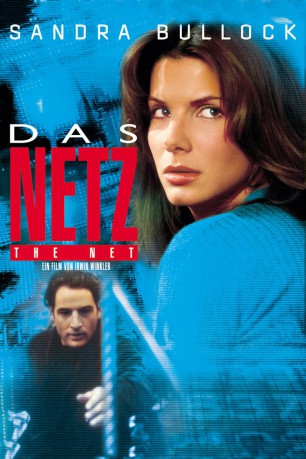 SANDRA BULLOCK
DAS
NETZ
THE NET
EIN FILM VON IRWIN WINKLER